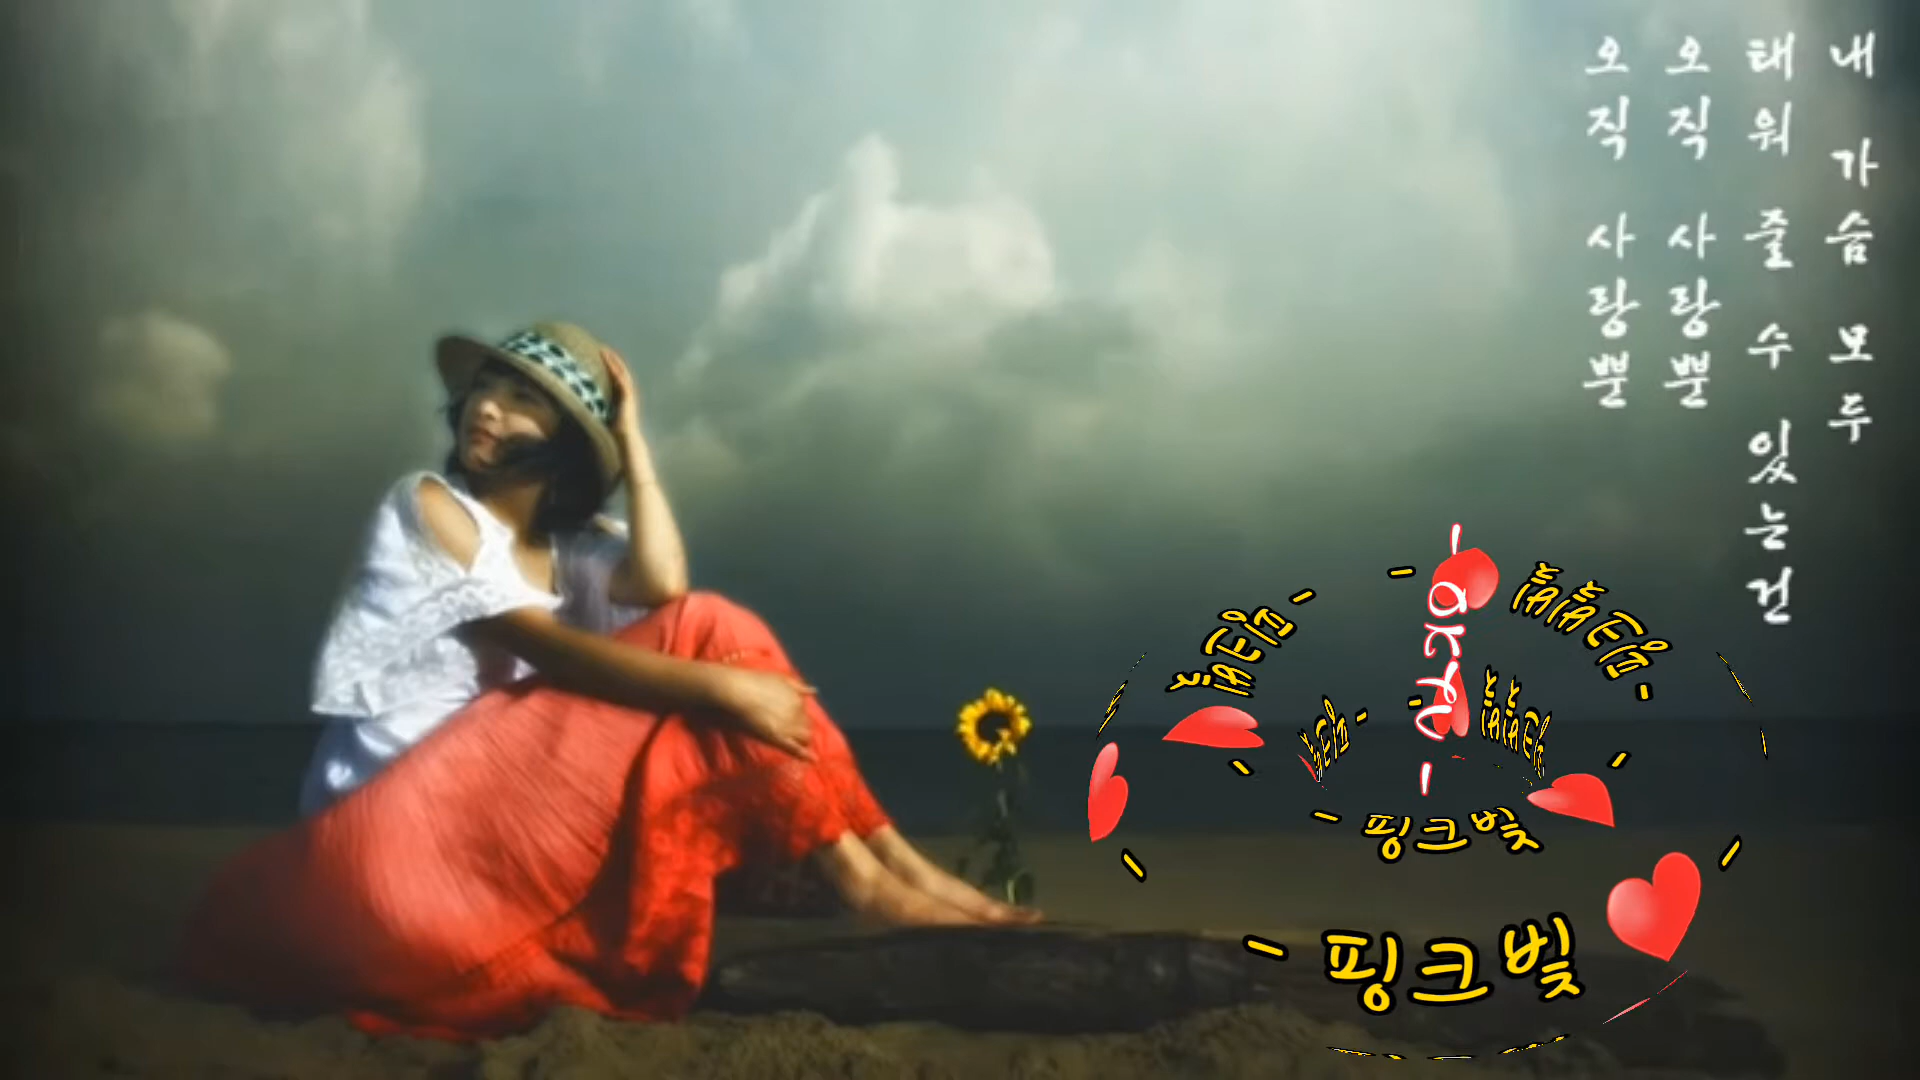 내 가슴 모두
태워 줄 수 있는건
오직 사랑뿐
오직 사랑뿐
- 핑크빛
- 핑크빛